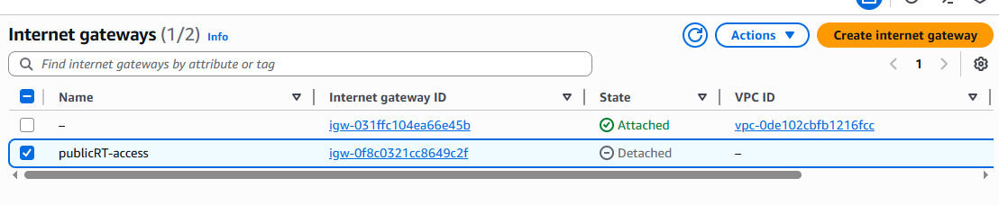 Internet gateways (1/2) Info Actions Create internet gateway
Find internet gateways by attribute or tag 1
Name Internet gateway ID State VPC ID
– igw-031ffc104ea66e45b Attached vpc-0de102cbfb1216fcc
publicRT-access igw-0f8c0321cc8649c2f Detached –